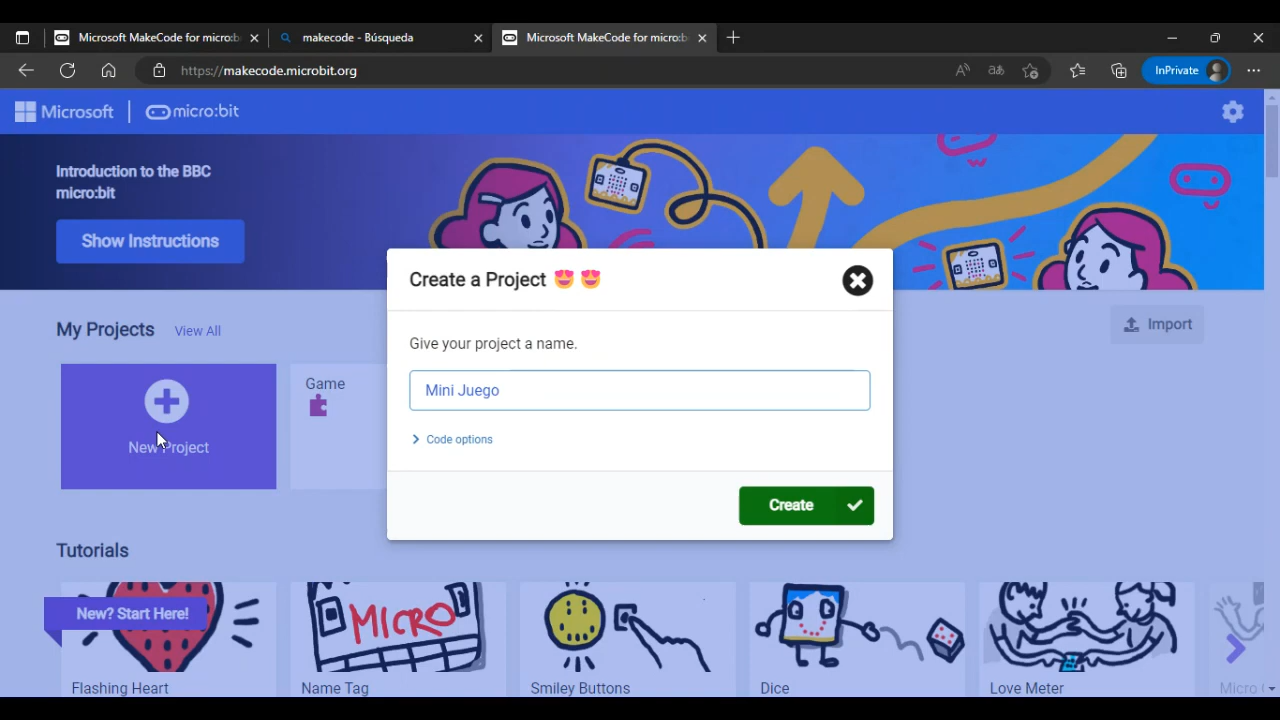 Microsoft MakeCode for micro:b
makecode - Búsqueda
Microsoft MakeCode for micro:b
https://makecode.microbit.org
InPrivate
Microsoft
micro:bit
Introduction to the BBC
micro:bit
Show Instructions
Create a Project 😍 😍
My Projects
View All
Import
Give your project a name.
Game
Mini Juego
New Project
Code options
Create
Tutorials
New? Start Here!
MICRO
Flashing Heart
Name Tag
Smiley Buttons
Dice
Love Meter
Micro